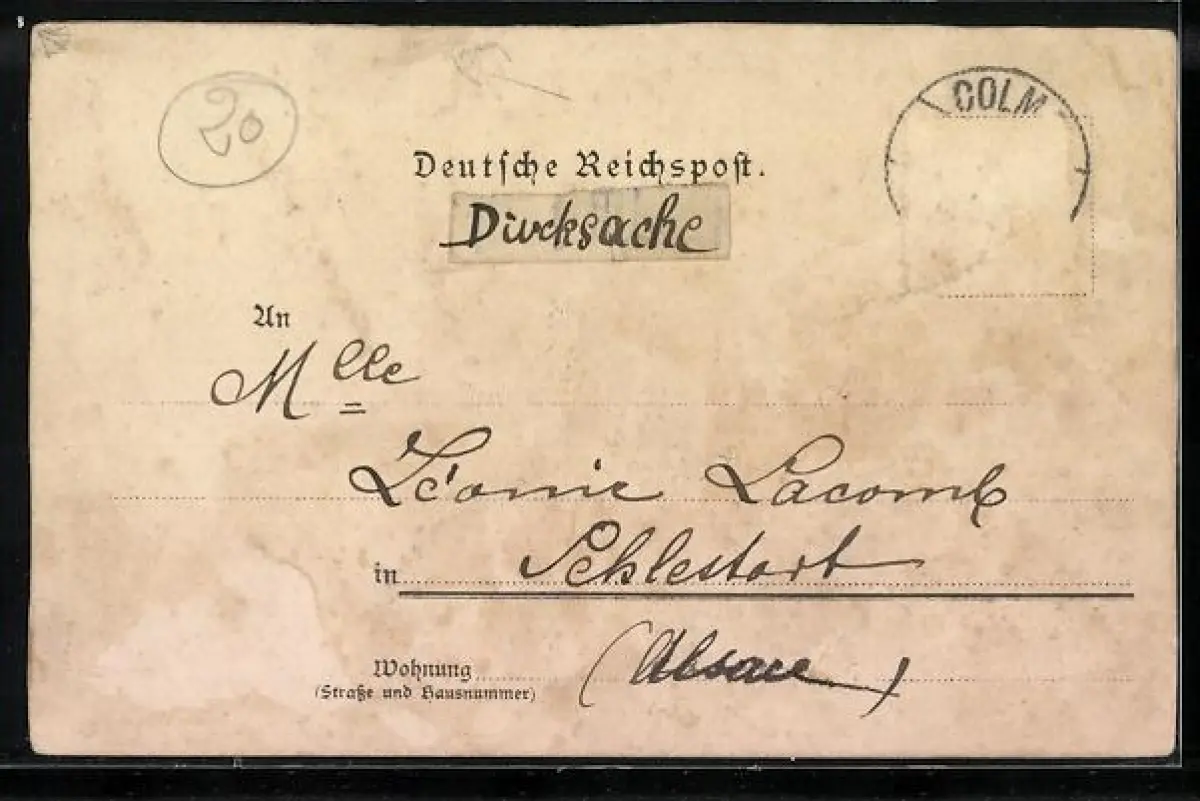 20
COLM
Deutsche Reichspost.
Drucksache
An
Mlle
Léonie Lacomb
in Schlestadt
(Alsace)
Wohnung
(Straße und Hausnummer)